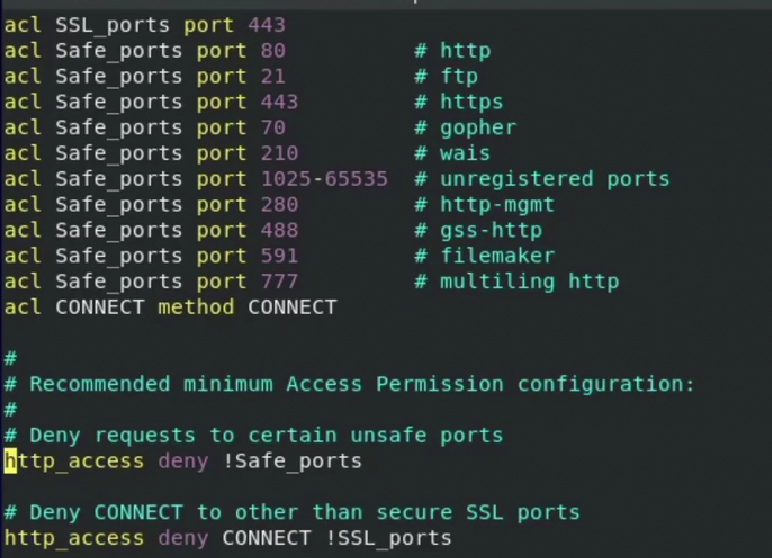 acl SSL_ports port 443
acl Safe_ports port 80 # http
acl Safe_ports port 21 # ftp
acl Safe_ports port 443 # https
acl Safe_ports port 70 # gopher
acl Safe_ports port 210 # wais
acl Safe_ports port 1025-65535 # unregistered ports
acl Safe_ports port 280 # http-mgmt
acl Safe_ports port 488 # gss-http
acl Safe_ports port 591 # filemaker
acl Safe_ports port 777 # multiling http
acl CONNECT method CONNECT
#
# Recommended minimum Access Permission configuration:
#
# Deny requests to certain unsafe ports
http_access deny !Safe_ports
# Deny CONNECT to other than secure SSL ports
http_access deny CONNECT !SSL_ports